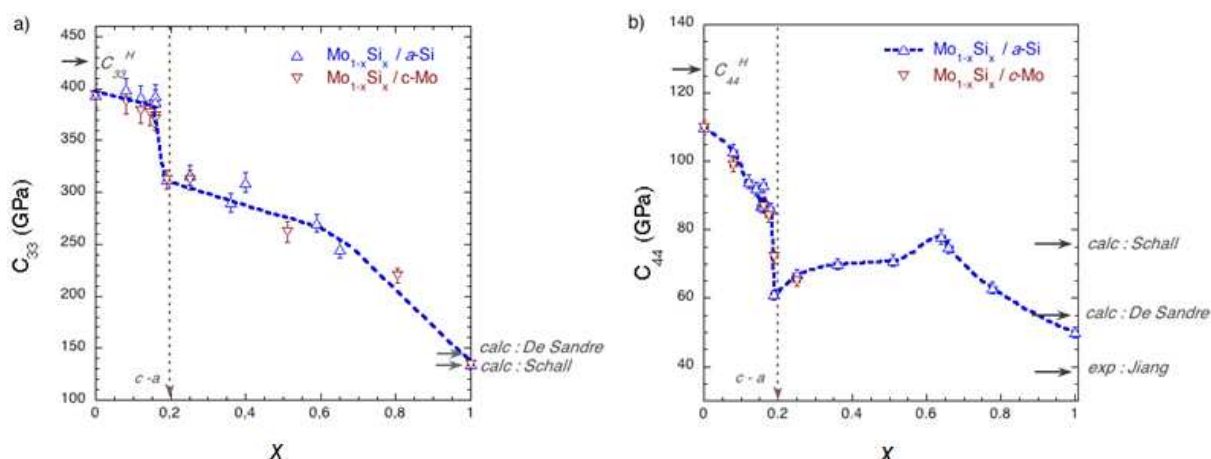 a)
450
400
350
300
250
200
150
100
C33 (GPa)
C33H
Mo1-xSix / a-Si
Mo1-xSix / c-Mo
c-a
calc : De Sandre
calc : Schall
0 0,2 0,4 0,6 0,8 1
X
b)
140
120
100
80
60
40
C44 (GPa)
C44H
Mo1-xSix / a-Si
Mo1-xSix / c-Mo
c-a
calc : Schall
calc : De Sandre
exp : Jiang
0 0.2 0.4 0.6 0.8 1
X